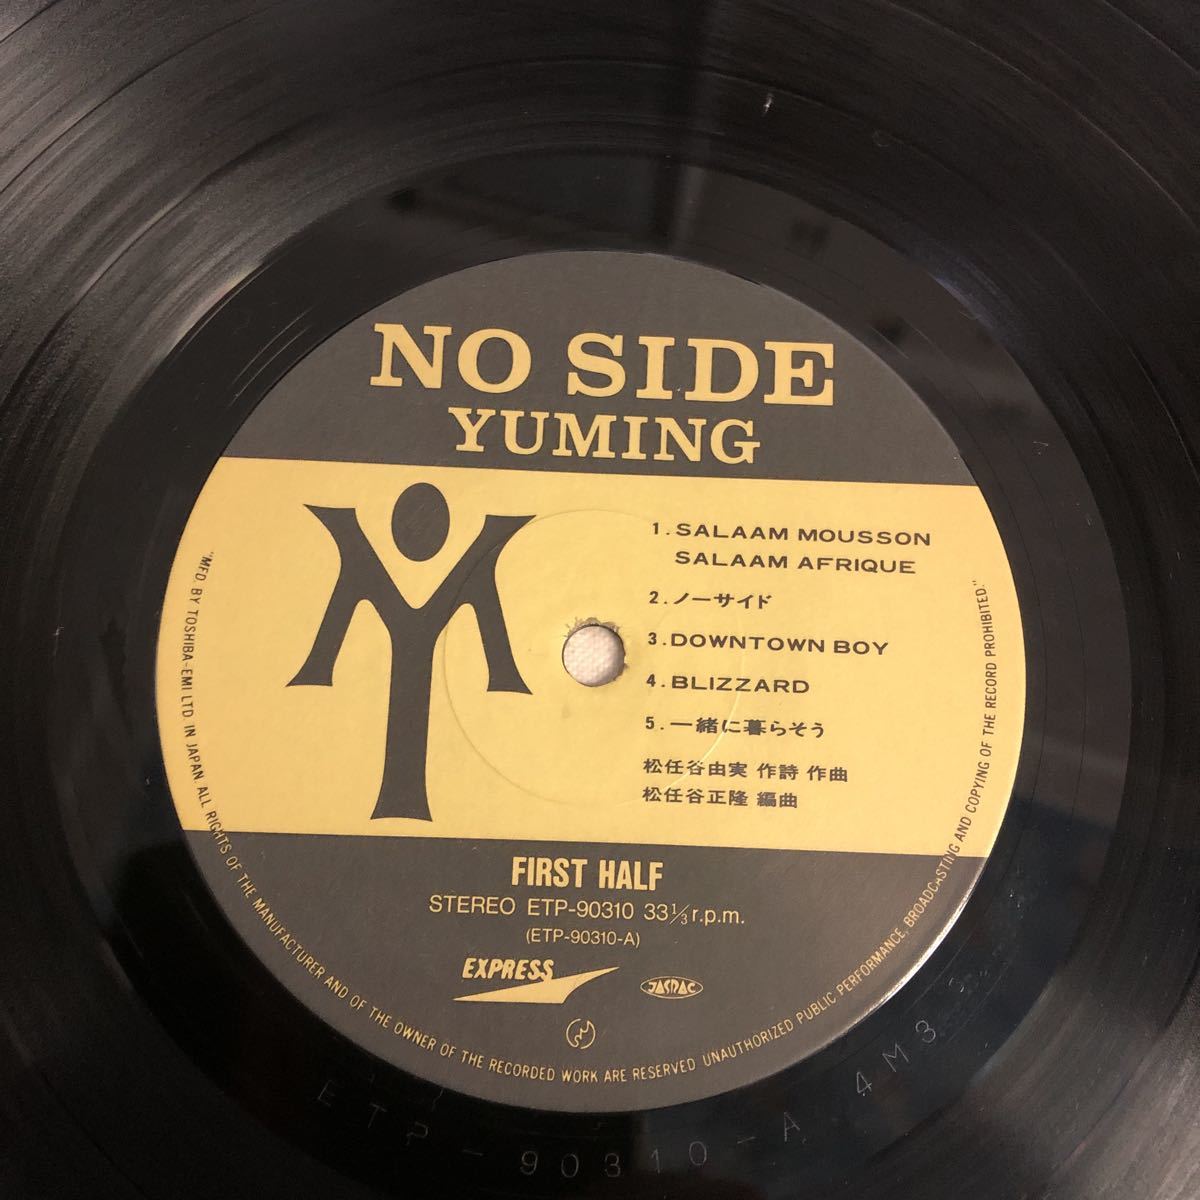 NO SIDE
YUMING
1. SALAAM MOUSSON
SALAAM AFRIQUE
2. ノーサイド
3. DOWNTOWN BOY
4. BLIZZARD
5. 一緒に暮らそう
松任谷由実 作詩 作曲
松任谷正隆 編曲
FIRST HALF
STEREO ETP-90310 33 1/3 r.p.m.
(ETP-90310-A)
EXPRESS
JASRAC
"MFD. BY TOSHIBA-EMI LTD. IN JAPAN. ALL RIGHTS OF THE MANUFACTURER AND OF THE OWNER OF THE RECORDED WORK ARE RESERVED UNAUTHORIZED PUBLIC PERFORMANCE, BROADCASTING AND COPYING OF THE RECORD PROHIBITED."
ETP-90310-A 4M3